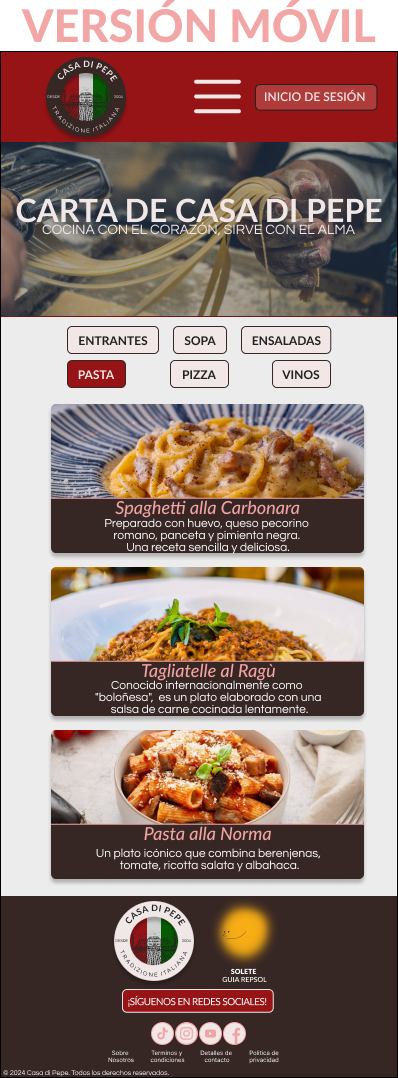 VERSIÓN MÓVIL
CASA DI PEPE
DESDE
2024
TRADIZIONE ITALIANA
INICIO DE SESIÓN
CARTA DE CASA DI PEPE
COCINA CON EL CORAZÓN, SIRVE CON EL ALMA
ENTRANTES
SOPA
ENSALADAS
PASTA
PIZZA
VINOS
Spaghetti alla Carbonara
Preparado con huevo, queso pecorino
romano, panceta y pimienta negra.
Una receta sencilla y deliciosa.
Tagliatelle al Ragù
Conocido internacionalmente como
"boloñesa", es un plato elaborado con una
salsa de carne cocinada lentamente.
Pasta alla Norma
Un plato icónico que combina berenjenas,
tomate, ricotta salata y albahaca.
CASA DI PEPE
DESDE
2024
TRADIZIONE ITALIANA
SOLETE
GUIA REPSOL
¡SÍGUENOS EN REDES SOCIALES!
Sobre
Nosotros
Terminos y
condiciones
Detalles de
contacto
Politica de
privacidad
© 2024 Casa di Pepe. Todos los derechos reservados.